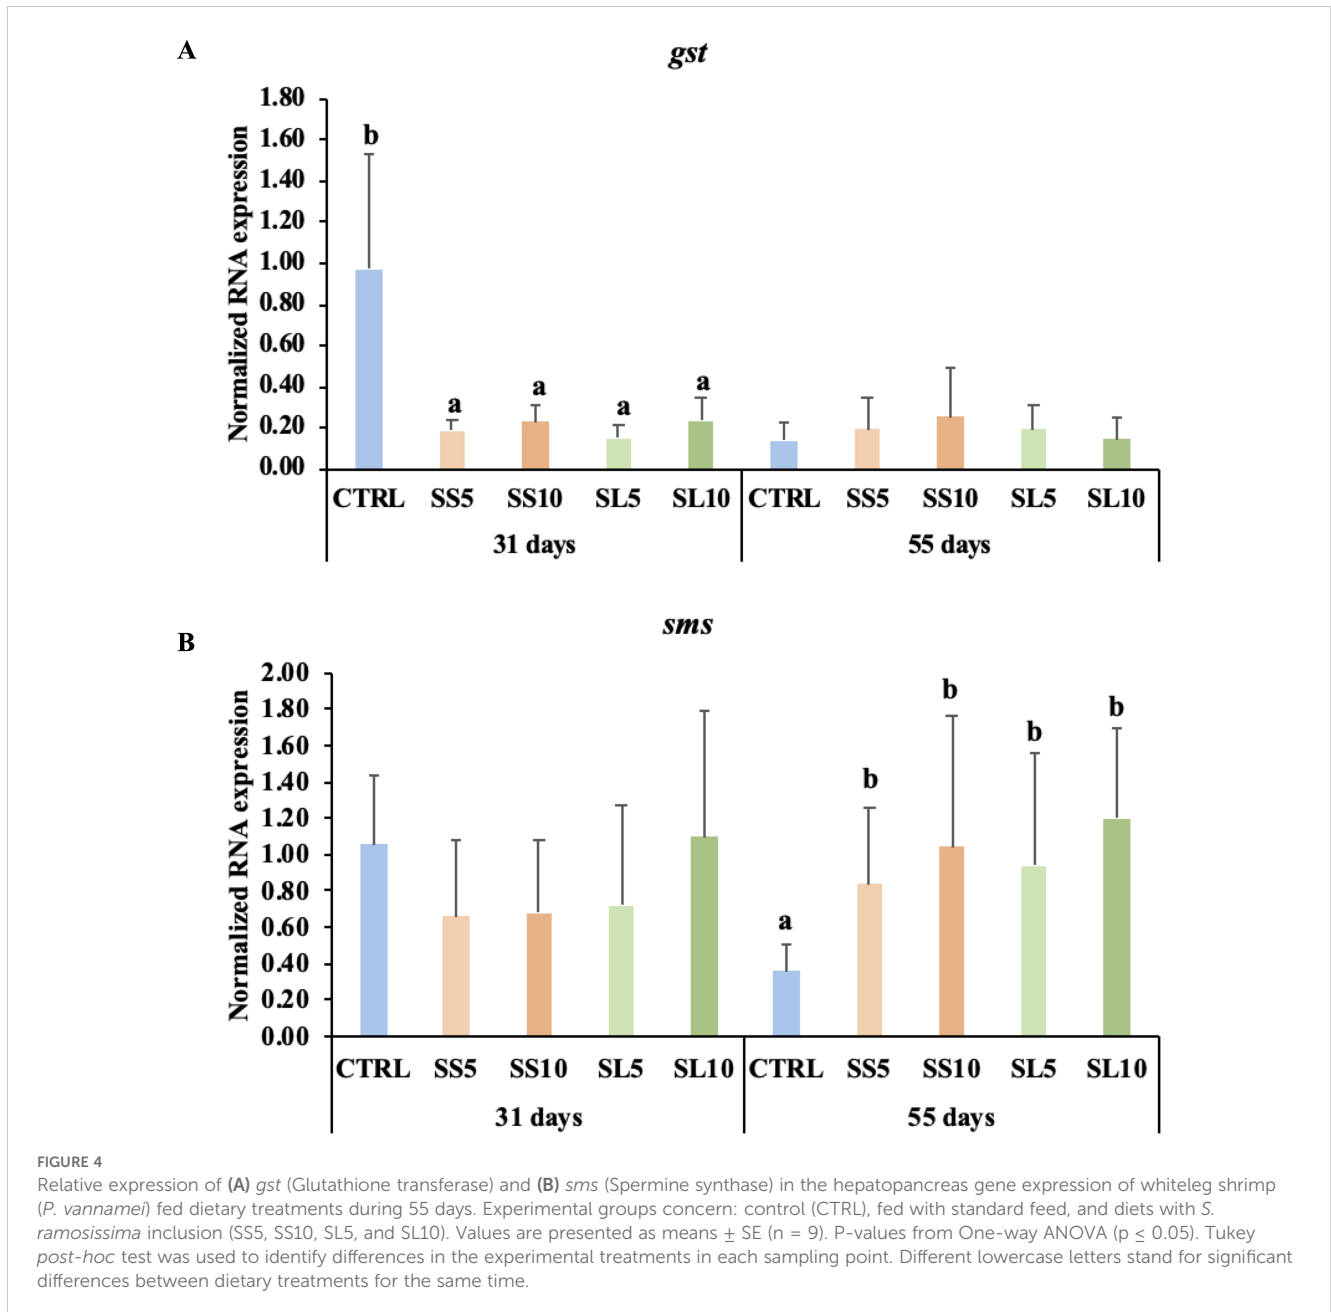 A
gst
Normalized RNA expression
1.80
1.60
1.40
1.20
1.00
0.80
0.60
0.40
0.20
0.00
b
a
a
a
a
CTRL SS5 SS10 SL5 SL10 CTRL SS5 SS10 SL5 SL10
31 days 55 days
B
sms
Normalized RNA expression
2.00
1.80
1.60
1.40
1.20
1.00
0.80
0.60
0.40
0.20
0.00
a
b
b
b
b
CTRL SS5 SS10 SL5 SL10 CTRL SS5 SS10 SL5 SL10
31 days 55 days
FIGURE 4
Relative expression of (A) gst (Glutathione transferase) and (B) sms (Spermine synthase) in the hepatopancreas gene expression of whiteleg shrimp
(P. vannamei) fed dietary treatments during 55 days. Experimental groups concern: control (CTRL), fed with standard feed, and diets with S.
ramosissima inclusion (SS5, SS10, SL5, and SL10). Values are presented as means ± SE (n = 9). P-values from One-way ANOVA (p ≤ 0.05). Tukey
post-hoc test was used to identify differences in the experimental treatments in each sampling point. Different lowercase letters stand for significant
differences between dietary treatments for the same time.